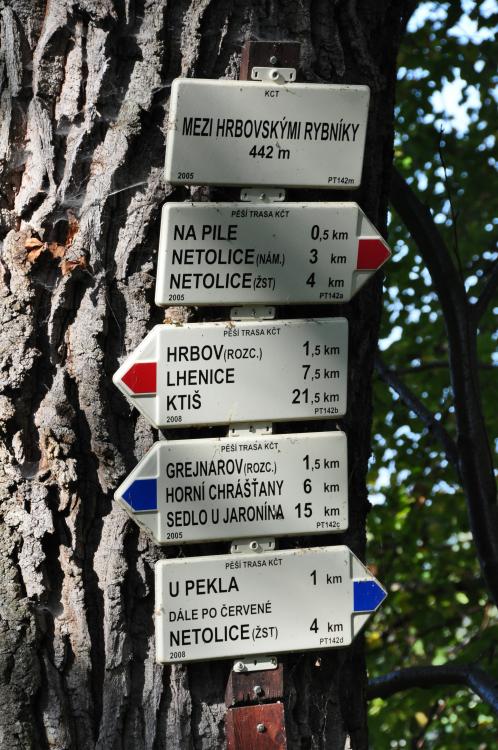 KCT
MEZI HRBOVSKÝMI RYBNÍKY
442 m
2005 PT142m
PĚŠÍ TRASA KČT
NA PILE 0,5 km
NETOLICE (NÁM.) 3 km
NETOLICE (ŽST) 4 km
2005 PT142a
PĚŠÍ TRASA KČT
HRBOV (ROZC.) 1,5 km
LHENICE 7,5 km
KTIŠ 21,5 km
2008 PT142b
PĚŠÍ TRASA KČT
GREJNAROV (ROZC.) 1,5 km
HORNÍ CHRÁŠŤANY 6 km
SEDLO U JARONÍNA 15 km
2005 PT142c
PĚŠÍ TRASA KČT
U PEKLA 1 km
DÁLE PO ČERVENÉ
NETOLICE (ŽST) 4 km
2008 PT142d